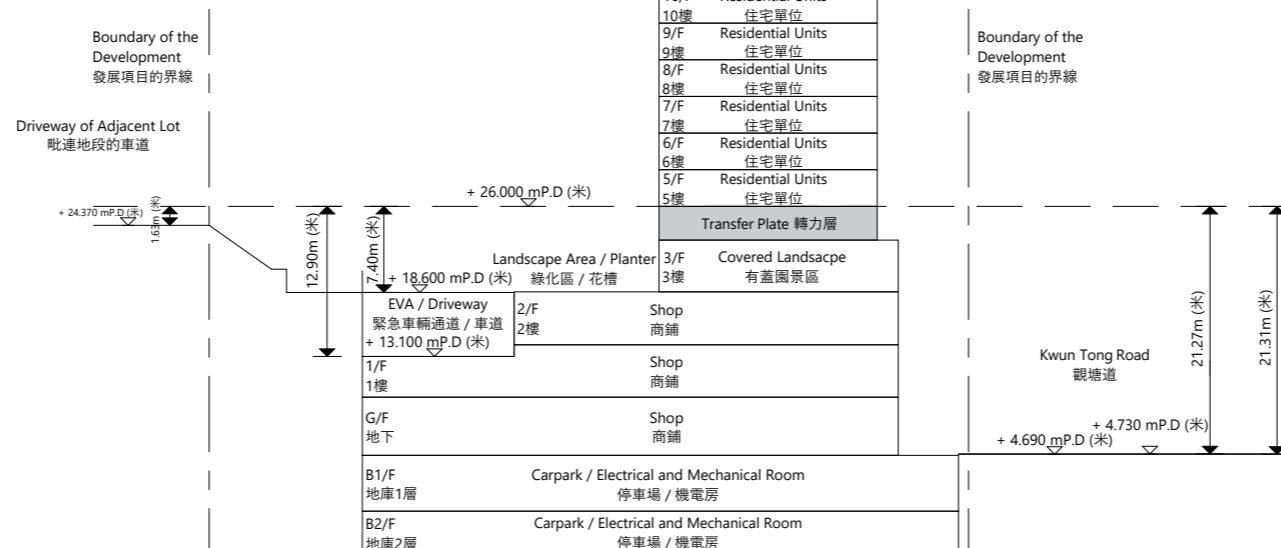 Residential Units
10樓 住宅單位
9/F Residential Units
9樓 住宅單位
8/F Residential Units
8樓 住宅單位
7/F Residential Units
7樓 住宅單位
6/F Residential Units
6樓 住宅單位
5/F Residential Units
5樓 住宅單位
Boundary of the
Development
發展項目的界線
Boundary of the
Development
發展項目的界線
Driveway of Adjacent Lot
毗連地段的車道
+ 26.000 mP.D (米)
+ 24.370 mP.D (米)
1.63m (米)
12.90m (米)
7.40m (米)
Transfer Plate 轉力層
Landscape Area / Planter
綠化區 / 花槽
3/F Covered Landsacpe
3樓 有蓋園景區
+ 18.600 mP.D (米)
EVA / Driveway
緊急車輛通道 / 車道
+ 13.100 mP.D (米)
2/F Shop
2樓 商鋪
1/F Shop
1樓 商鋪
G/F Shop
地下 商鋪
Kwun Tong Road
觀塘道
21.27m (米)
21.31m (米)
+ 4.730 mP.D (米)
+ 4.690 mP.D (米)
B1/F Carpark / Electrical and Mechanical Room
地庫1層 停車場 / 機電房
B2/F Carpark / Electrical and Mechanical Room
地庫2層 停車場 / 機電房